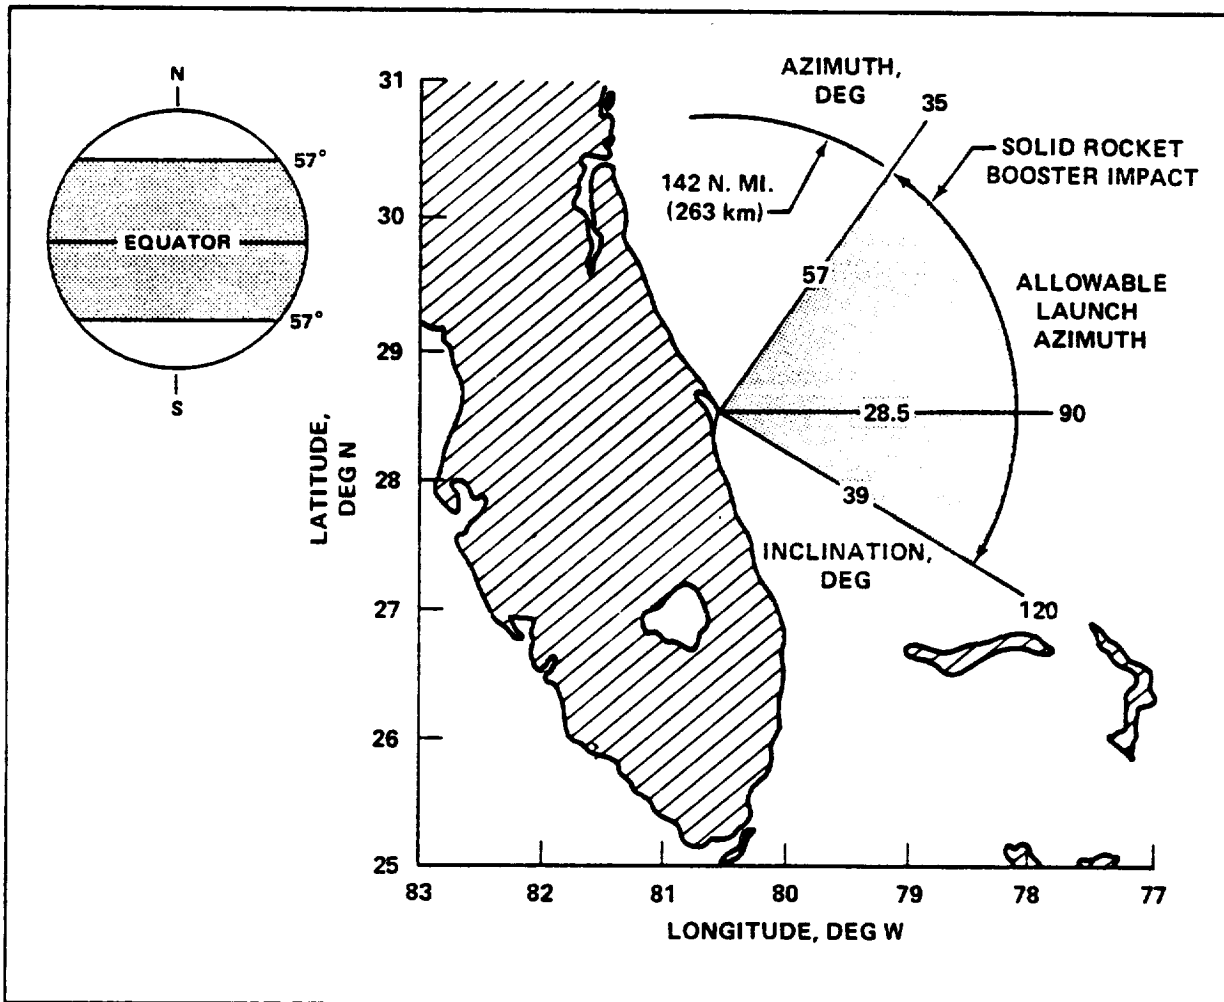 N
57°
EQUATOR
57°
S
AZIMUTH,
DEG
35
SOLID ROCKET
BOOSTER IMPACT
142 N. MI.
(263 km)
57
ALLOWABLE
LAUNCH
AZIMUTH
28.5
90
39
INCLINATION,
DEG
120
LATITUDE,
DEG N
31
30
29
28
27
26
25
83
82
81
80
79
78
77
LONGITUDE, DEG W